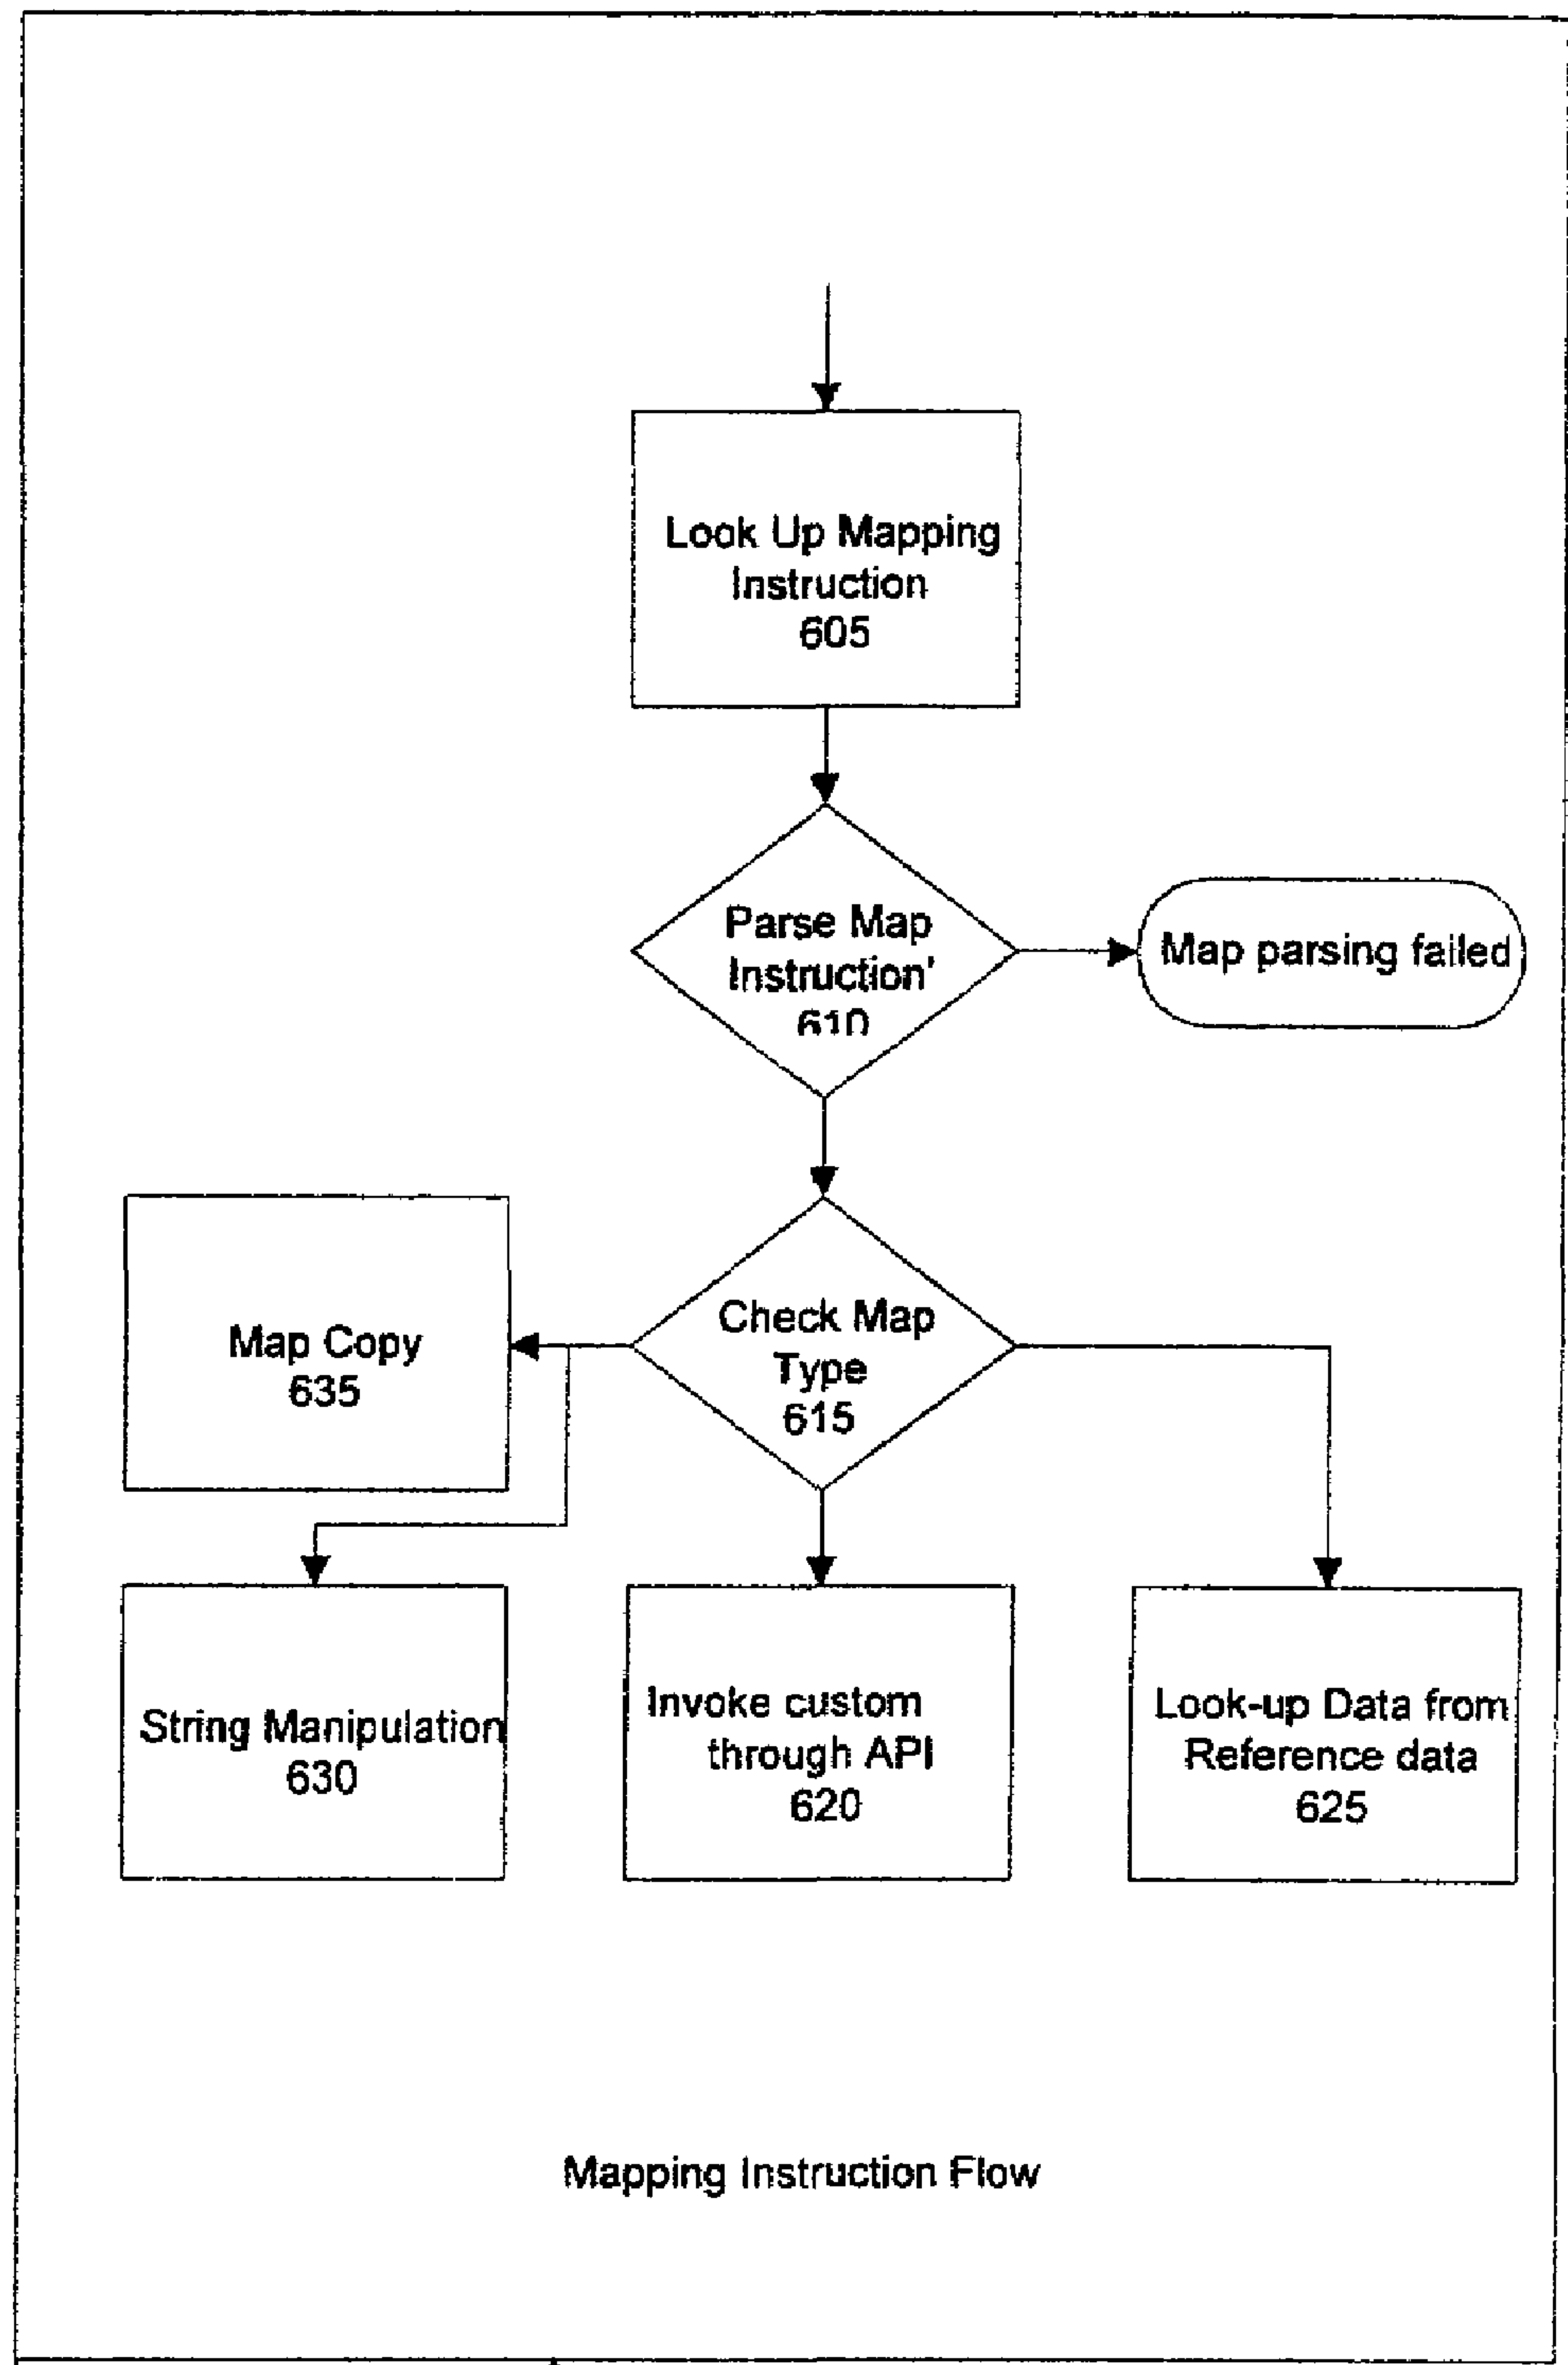 Look Up Mapping
Instruction
605
Parse Map
Instruction'
610
Map parsing failed
Check Map
Type
615
Map Copy
635
String Manipulation
630
Invoke custom
through API
620
Look-up Data from
Reference data
625
Mapping Instruction Flow